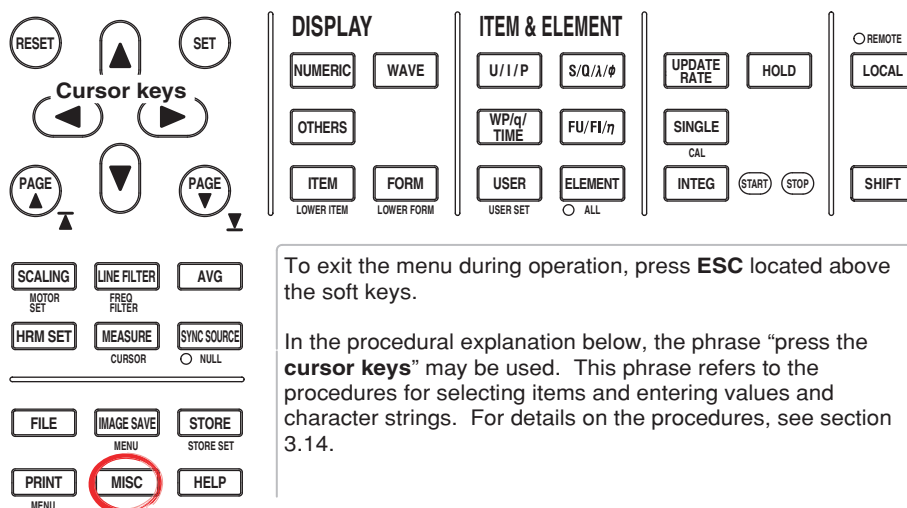 RESET
SET
Cursor keys
PAGE
PAGE
DISPLAY
NUMERIC WAVE
OTHERS
ITEM FORM
LOWER ITEM LOWER FORM
ITEM & ELEMENT
U/I/P S/Q/λ/ϕ
WP/q/
TIME
FU/FI/η
USER ELEMENT
USER SET ALL
UPDATE
RATE
HOLD
SINGLE
CAL
INTEG START STOP
REMOTE
LOCAL
SHIFT
SCALING LINE FILTER AVG
MOTOR
SET
FREQ
FILTER
HRM SET MEASURE SYNC SOURCE
CURSOR NULL
FILE IMAGE SAVE STORE
MENU STORE SET
PRINT MISC HELP
MENU
To exit the menu during operation, press ESC located above
the soft keys.
In the procedural explanation below, the phrase “press the
cursor keys” may be used. This phrase refers to the
procedures for selecting items and entering values and
character strings. For details on the procedures, see section
3.14.